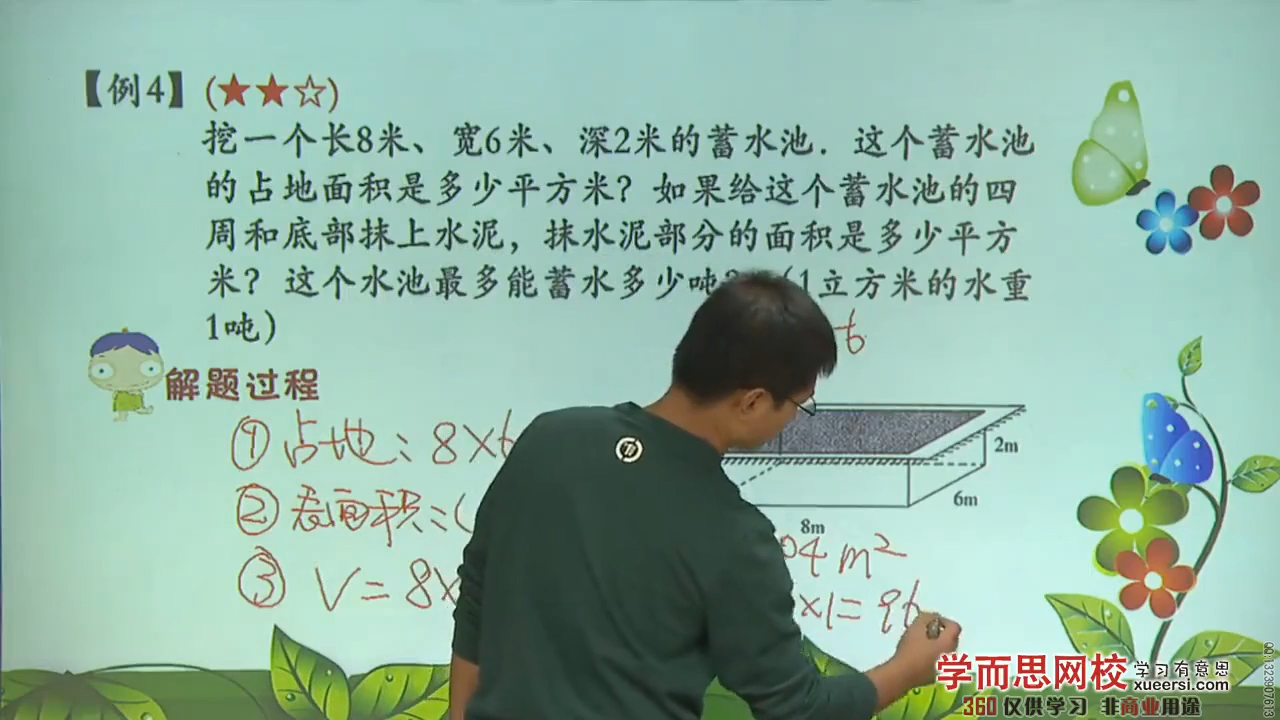 【例4】(★★☆)
挖一个长8米、宽6米、深2米的蓄水池．这个蓄水池
的占地面积是多少平方米？如果给这个蓄水池的四
周和底部抹上水泥，抹水泥部分的面积是多少平方
米？这个水池最多能蓄水多少吨？（1立方米的水重
1吨）
6
解题过程
①占地：8×6
2m
6m
8m
②表面积：(
04m²
③V=8×
×1=96
学而思网校 学习有意思
xueersi.com
360 仅供学习 非商业用途